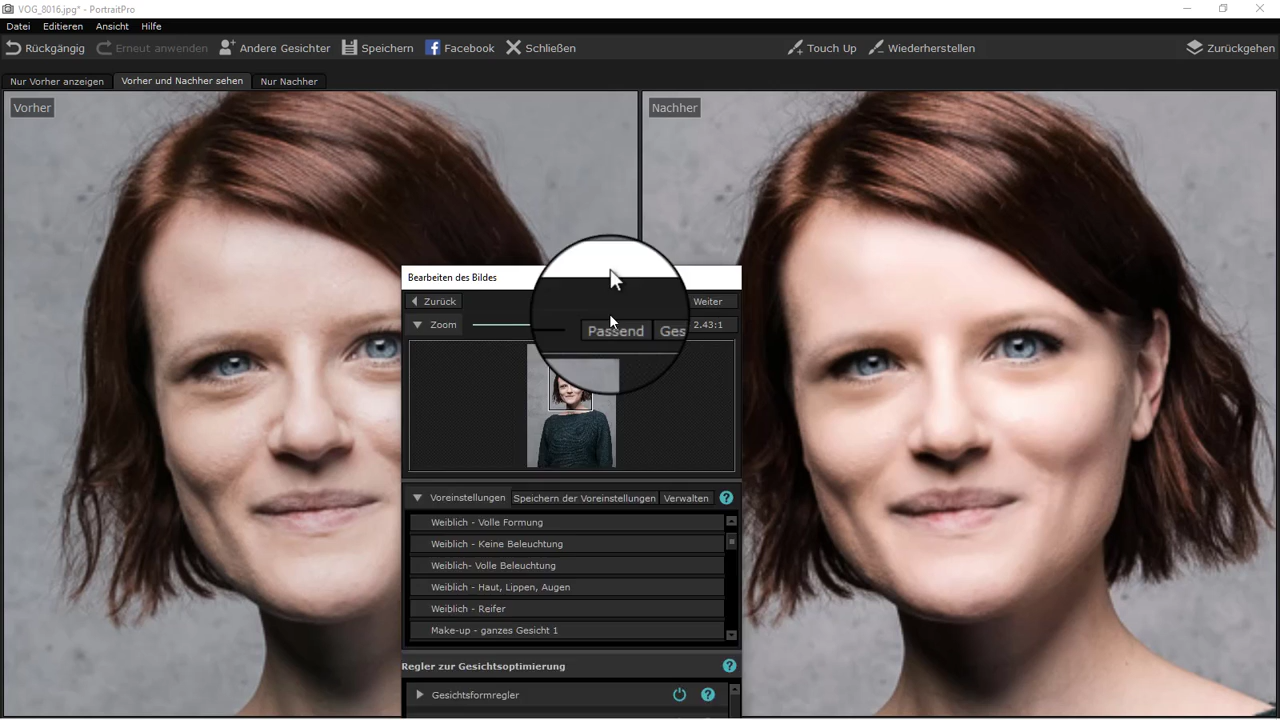 VOG_8016.jpg* - PortraitPro
Datei Editieren Ansicht Hilfe
Rückgängig Erneut anwenden Andere Gesichter Speichern Facebook Schließen Touch Up Wiederherstellen Zurückgehen
Nur Vorher anzeigen Vorher und Nachher sehen Nur Nachher
Vorher Nachher
Bearbeiten des Bildes
Zurück Weiter
Zoom Passend Ges 2.43:1
Voreinstellungen Speichern der Voreinstellungen Verwalten ?
Weiblich - Volle Formung
Weiblich - Keine Beleuchtung
Weiblich- Volle Beleuchtung
Weiblich - Haut, Lippen, Augen
Weiblich - Reifer
Make-up - ganzes Gesicht 1
Regler zur Gesichtsoptimierung ?
Gesichtsformregler ?